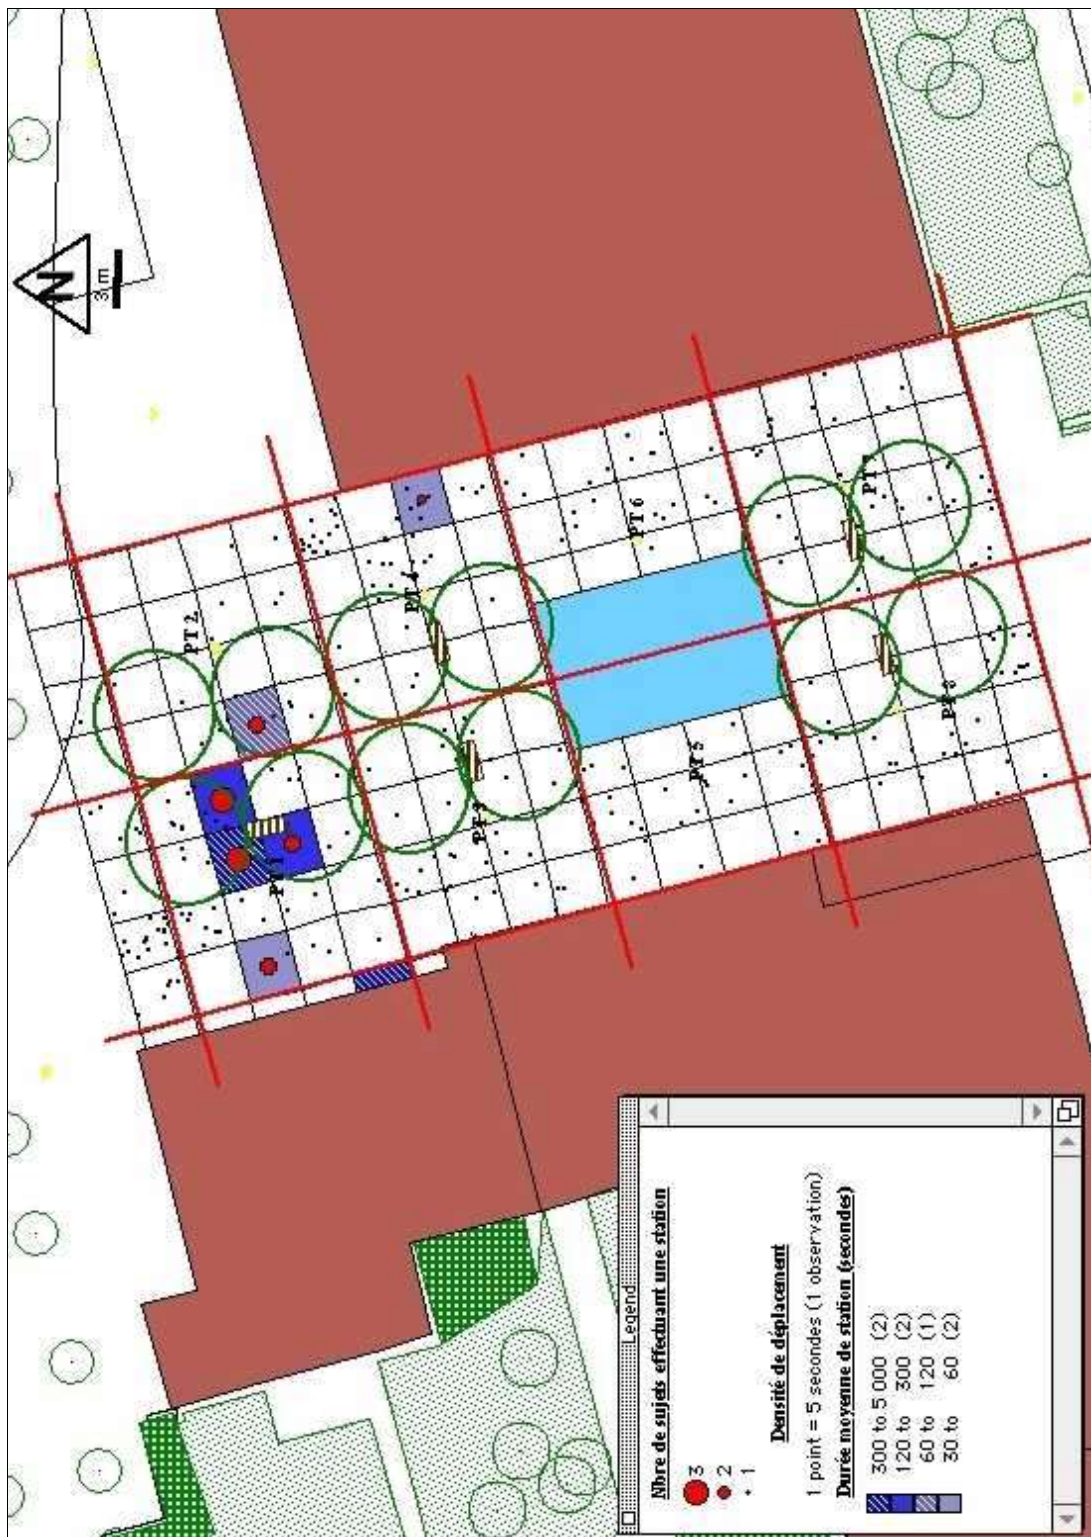 N
3 m
PT 2
PT 4
PT 6
PT 7
PT 1
PT 3
PT 5
PT 8
Legend
Nbre de sujets effectuant une station
3
2
1
Densité de déplacement
1 point = 5 secondes (1 observation)
Durée moyenne de station (secondes)
300 to 5 000 (2)
120 to 300 (2)
60 to 120 (1)
30 to 60 (2)